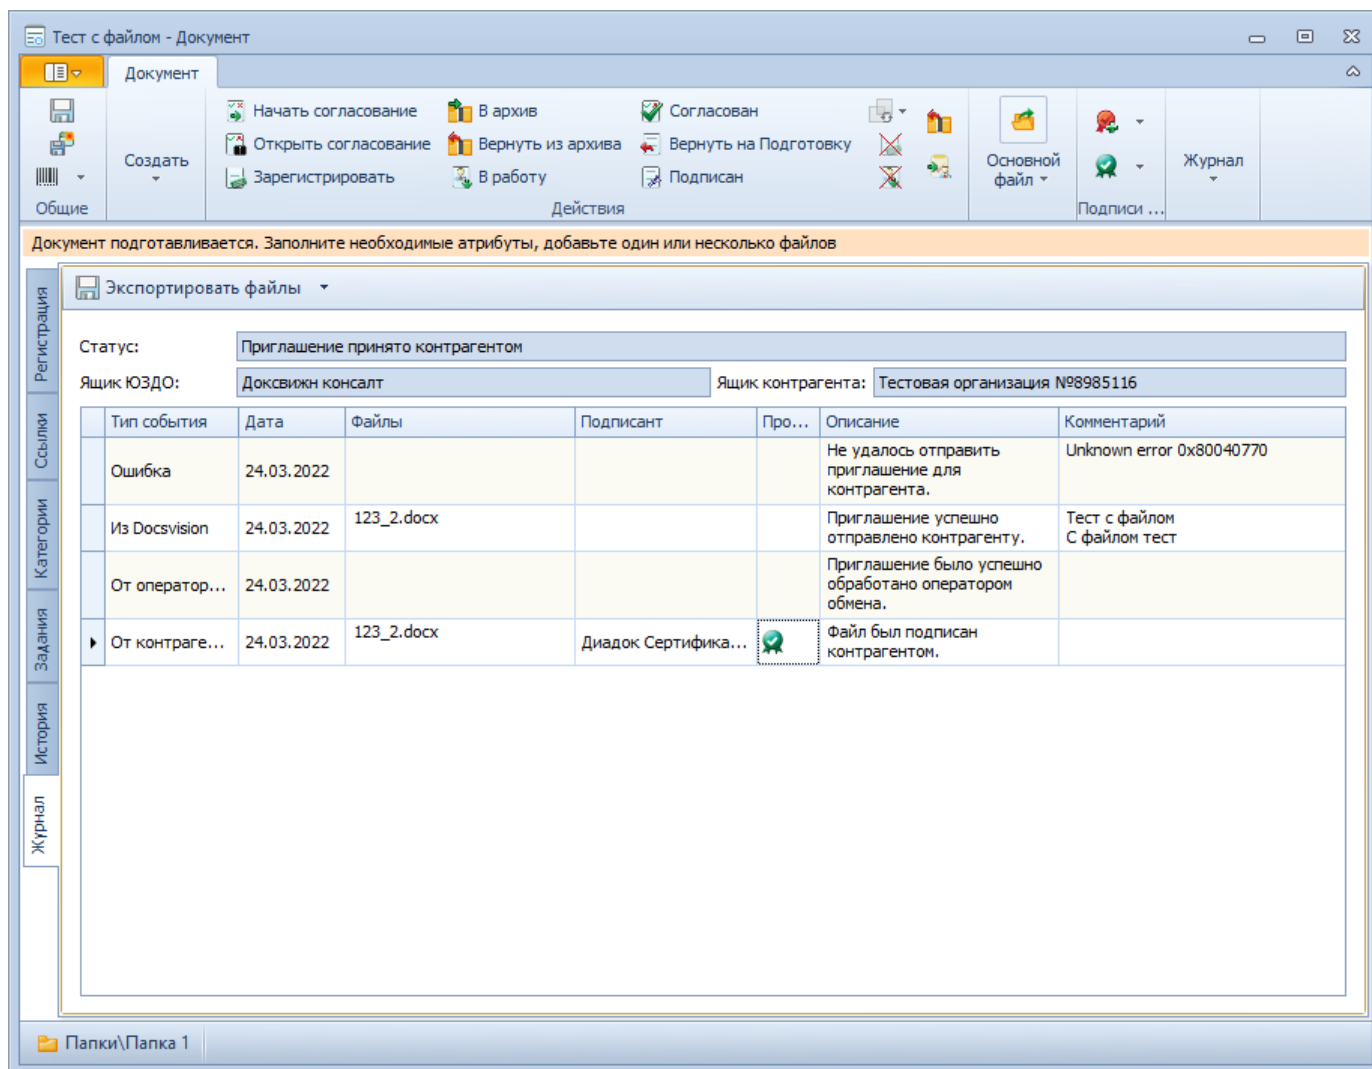 Тест с файлом - Документ
Документ
Начать согласование
В архив
Согласован
Открыть согласование
Вернуть из архива
Вернуть на Подготовку
Создать
Основной
файл
Журнал
Зарегистрировать
В работу
Подписан
Общие
Действия
Подписи ...
Документ подготавливается. Заполните необходимые атрибуты, добавьте один или несколько файлов
Регистрация
Ссылки
Категории
Задания
История
Журнал
Экспортировать файлы
Статус: Приглашение принято контрагентом
Ящик ЮЗДО: Доксвижн консалт Ящик контрагента: Тестовая организация №8985116
Тип события Дата Файлы Подписант Про... Описание Комментарий
Ошибка 24.03.2022
Не удалось отправить
приглашение для
контрагента.
Unknown error 0x80040770
Из Docsvision 24.03.2022 123_2.docx
Приглашение успешно
отправлено контрагенту.
Тест с файлом
С файлом тест
От оператор... 24.03.2022
Приглашение было успешно
обработано оператором
обмена.
От контраге... 24.03.2022 123_2.docx Диадок Сертифика...
Файл был подписан
контрагентом.
Папки\Папка 1